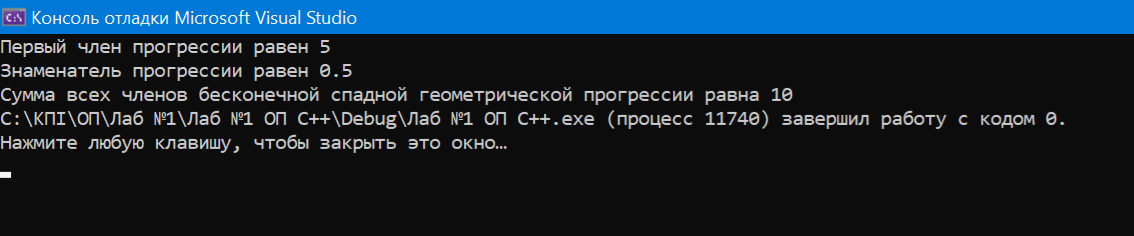 Консоль отладки Microsoft Visual Studio
Первый член прогрессии равен 5
Знаменатель прогрессии равен 0.5
Сумма всех членов бесконечной спадной геометрической прогрессии равна 10
C:\КПІ\ОП\Лаб №1\Лаб №1 ОП C++\Debug\Лаб №1 ОП C++.exe (процесс 11740) завершил работу с кодом 0.
Нажмите любую клавишу, чтобы закрыть это окно…